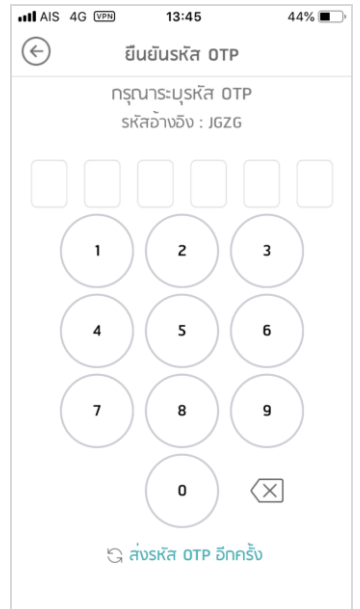 AIS 4G VPN 13:45 44%
ยืนยันรหัส OTP
กรุณาระบุรหัส OTP
รหัสอ้างอิง : JGZG
1 2 3
4 5 6
7 8 9
0
ส่งรหัส OTP อีกครั้ง